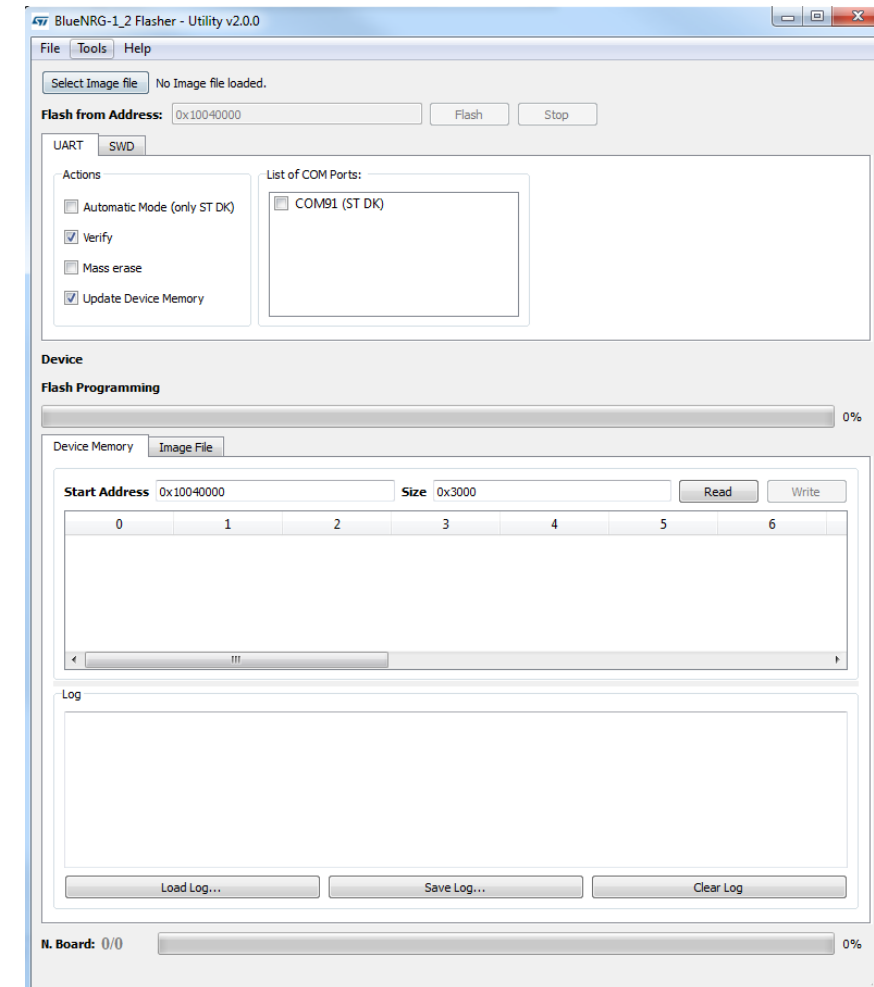 BlueNRG-1_2 Flasher - Utility v2.0.0
File Tools Help
Select Image file No Image file loaded.
Flash from Address: 0x10040000 Flash Stop
UART SWD
Actions List of COM Ports:
Automatic Mode (only ST DK) COM91 (ST DK)
Verify
Mass erase
Update Device Memory
Device
Flash Programming
0%
Device Memory Image File
Start Address 0x10040000 Size 0x3000 Read Write
0 1 2 3 4 5 6
Log
Load Log... Save Log... Clear Log
N. Board: 0/0 0%